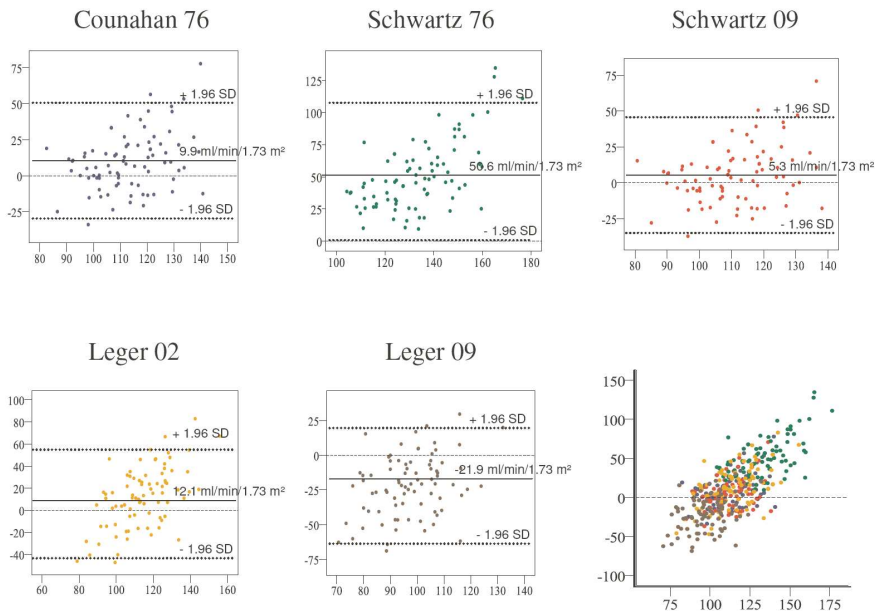 Counahan 76
Schwartz 76
Schwartz 09
75
50
25
0
-25
+ 1.96 SD
9.9 ml/min/1.73 m²
- 1.96 SD
80 90 100 110 120 130 140 150
125
100
75
50
25
0
+ 1.96 SD
50.6 ml/min/1.73 m²
- 1.96 SD
100 120 140 160 180
75
50
25
0
-25
+ 1.96 SD
5.3 ml/min/1.73 m²
- 1.96 SD
80 90 100 110 120 130 140
Leger 02
Leger 09
100
80
60
40
20
0
-20
-40
+ 1.96 SD
12.1 ml/min/1.73 m²
- 1.96 SD
60 80 100 120 140 160
25
0
-25
-50
-75
+ 1.96 SD
-21.9 ml/min/1.73 m²
- 1.96 SD
70 80 90 100 110 120 130 140
150
100
50
0
-50
-100
75 100 125 150 175